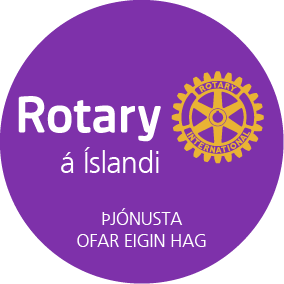 Rotary
á Íslandi
ROTARY
INTERNATIONAL
ÞJÓNUSTA
OFAR EIGIN HAG